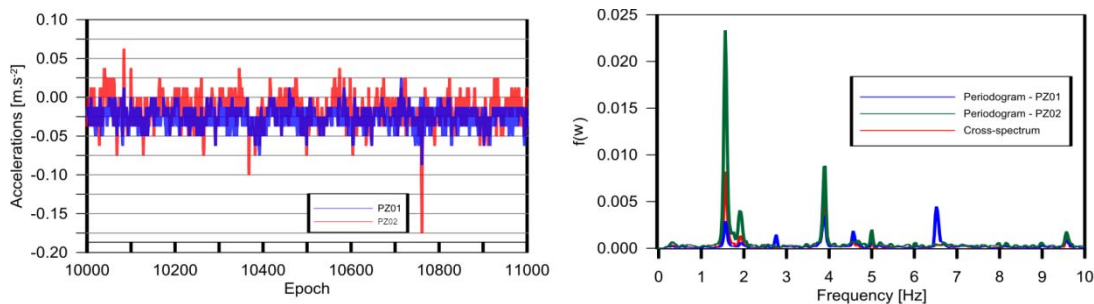 Accelerations [m.s⁻²]
0.10
0.05
0.00
-0.05
-0.10
-0.15
-0.20
PZ01
PZ02
10000 10200 10400 10600 10800 11000
Epoch
f(w)
0.025
0.020
0.015
0.010
0.005
0.000
Periodogram - PZ01
Periodogram - PZ02
Cross-spectrum
0 1 2 3 4 5 6 7 8 9 10
Frequency [Hz]